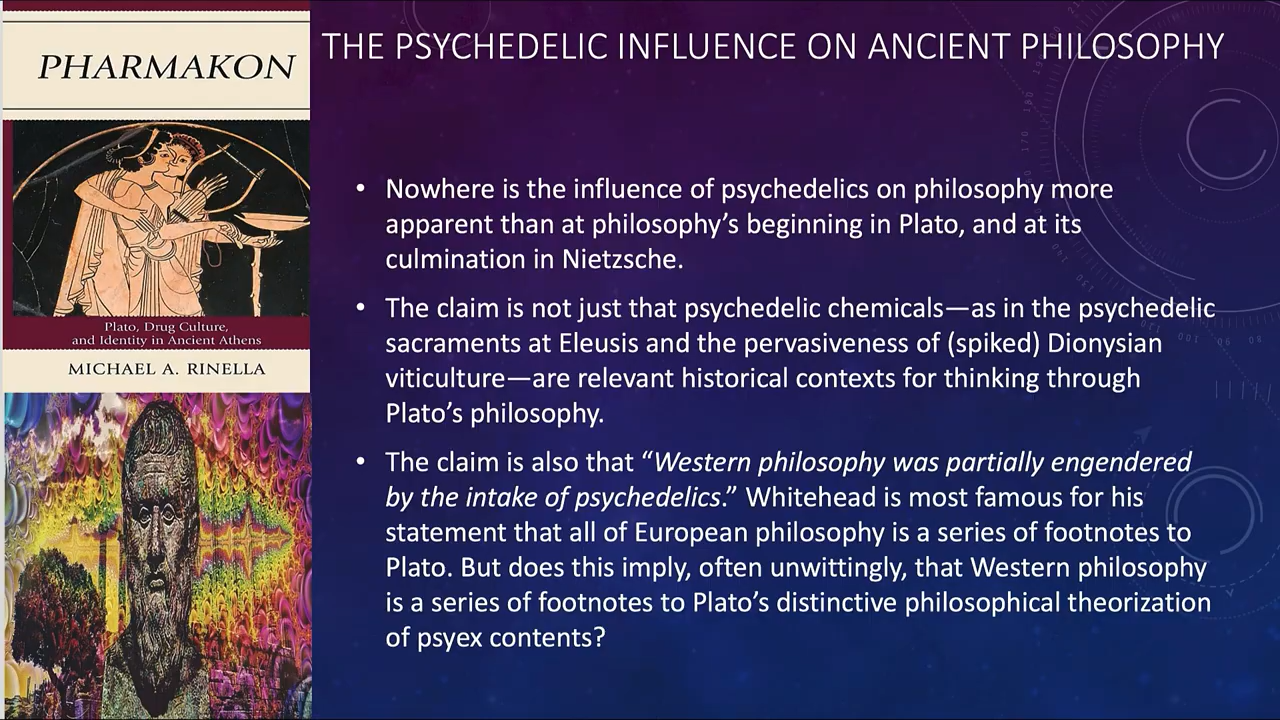 PHARMAKON
Plato, Drug Culture,
and Identity in Ancient Athens
MICHAEL A. RINELLA
THE PSYCHEDELIC INFLUENCE ON ANCIENT PHILOSOPHY
• Nowhere is the influence of psychedelics on philosophy more
apparent than at philosophy’s beginning in Plato, and at its
culmination in Nietzsche.
• The claim is not just that psychedelic chemicals—as in the psychedelic
sacraments at Eleusis and the pervasiveness of (spiked) Dionysian
viticulture—are relevant historical contexts for thinking through
Plato’s philosophy.
• The claim is also that “Western philosophy was partially engendered
by the intake of psychedelics.” Whitehead is most famous for his
statement that all of European philosophy is a series of footnotes to
Plato. But does this imply, often unwittingly, that Western philosophy
is a series of footnotes to Plato’s distinctive philosophical theorization
of psyex contents?